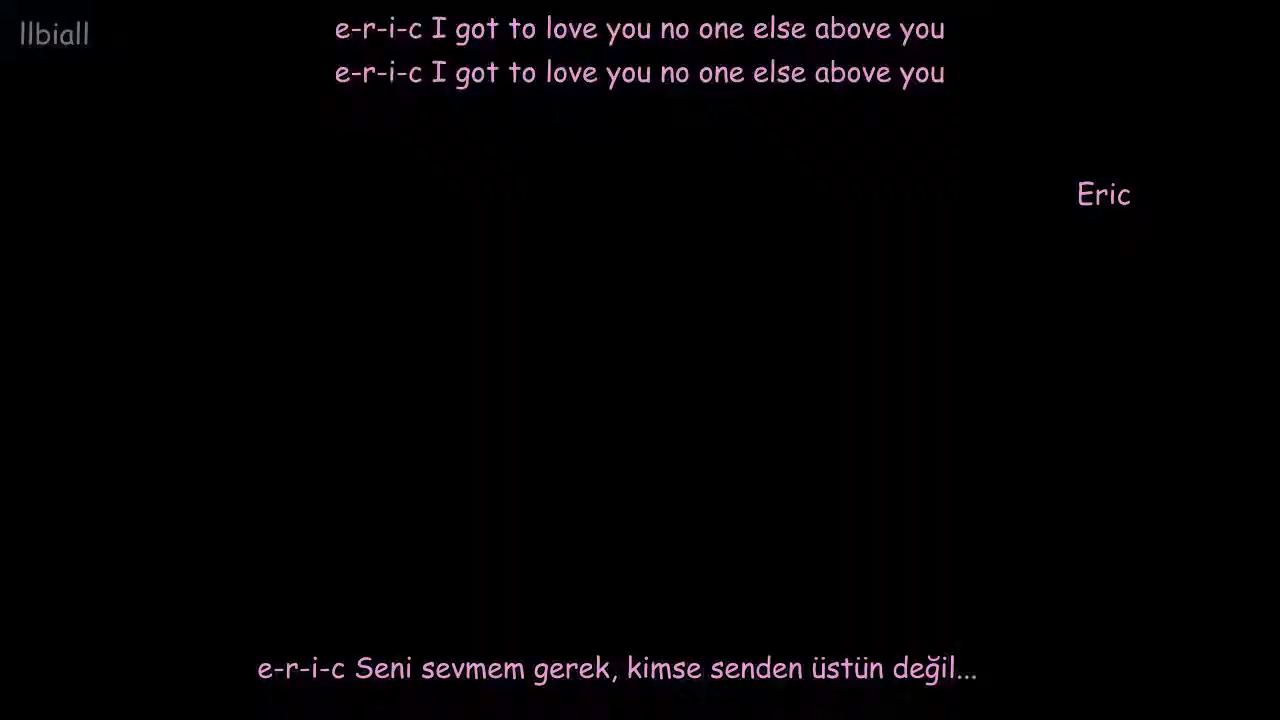 llbiall
e-r-i-c I got to love you no one else above you
e-r-i-c I got to love you no one else above you
Eric
e-r-i-c Seni sevmem gerek, kimse senden üstün değil...